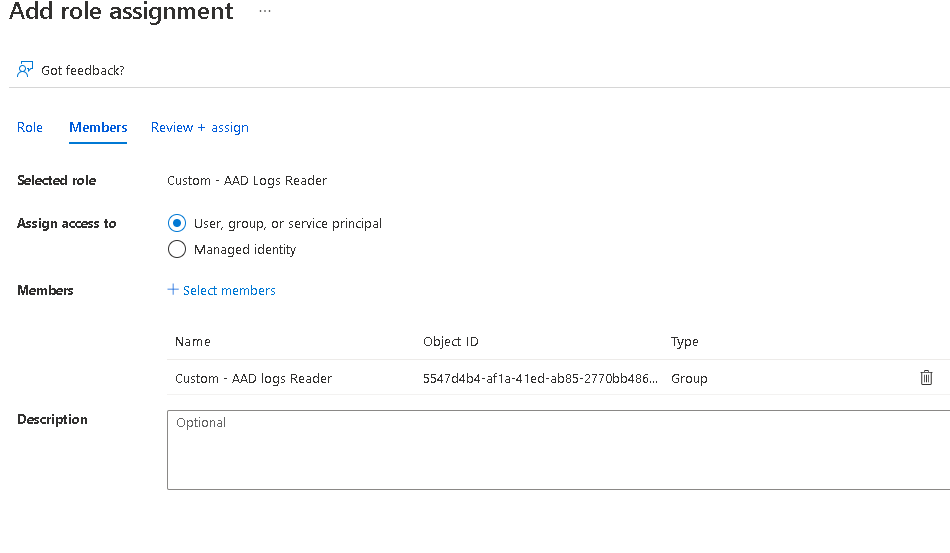 Add role assignment ...
Got feedback?
Role Members Review + assign
Selected role Custom - AAD Logs Reader
Assign access to User, group, or service principal
Managed identity
Members + Select members
Name Object ID Type
Custom - AAD logs Reader 5547d4b4-af1a-41ed-ab85-2770bb486... Group
Description Optional